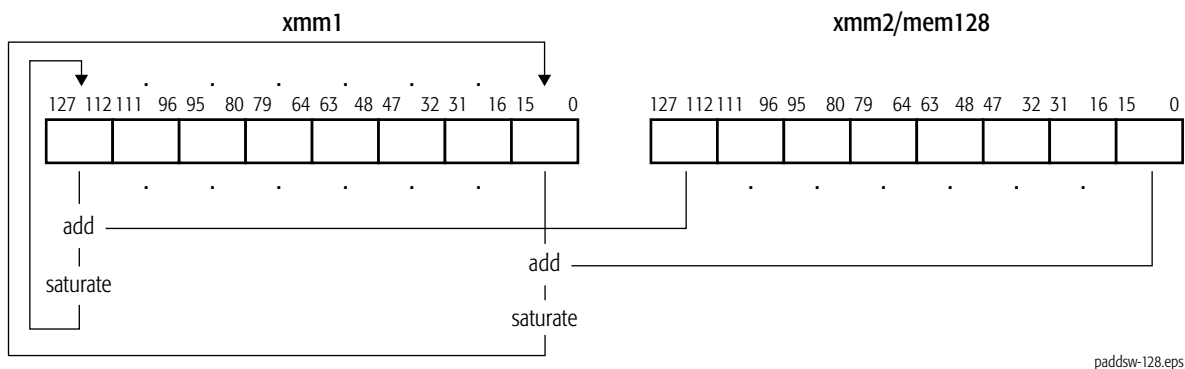 xmm1 xmm2/mem128
. . . . . .
127 112 111 96 95 80 79 64 63 48 47 32 31 16 15 0 127 112 111 96 95 80 79 64 63 48 47 32 31 16 15 0
. . . . . . . . . . . .
add
add
saturate
saturate
paddsw-128.eps